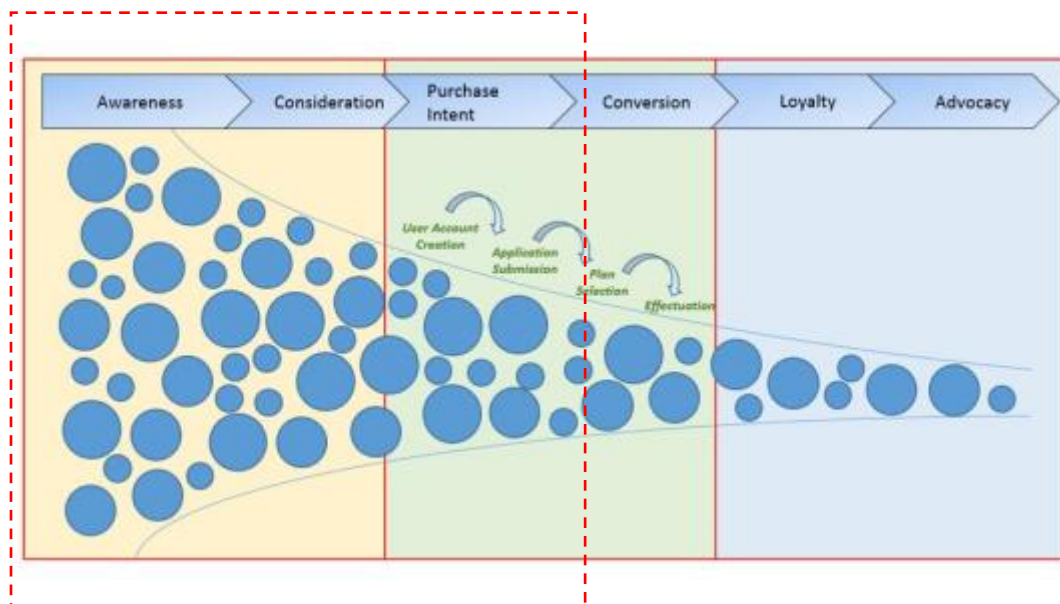 Awareness
Consideration
Purchase
Intent
Conversion
Loyalty
Advocacy
User Account
Creation
Application
Submission
Plan
Selection
Effectuation